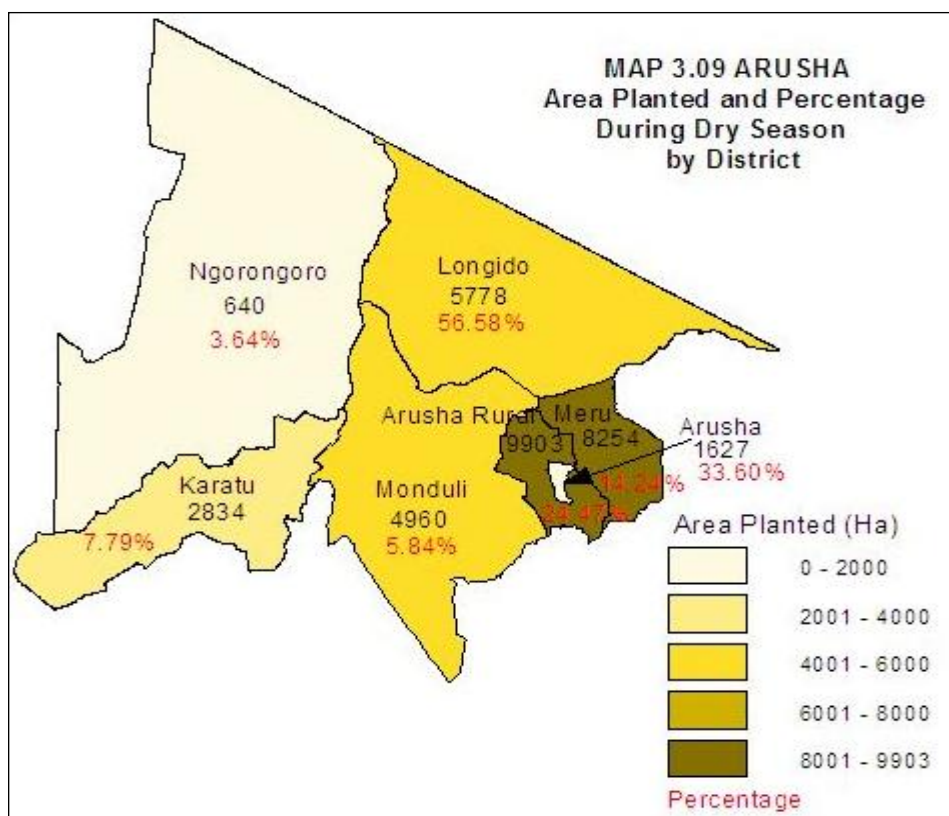 MAP 3.09 ARUSHA
Area Planted and Percentage
During Dry Season
by District
Ngorongoro
640
3.64%
Longido
5778
56.58%
Arusha Rural
9903
Meru
8254
14.24%
Arusha
1627
33.60%
Karatu
2834
7.79%
Monduli
4960
5.84%
Area Planted (Ha)
0 - 2000
2001 - 4000
4001 - 6000
6001 - 8000
8001 - 9903
Percentage